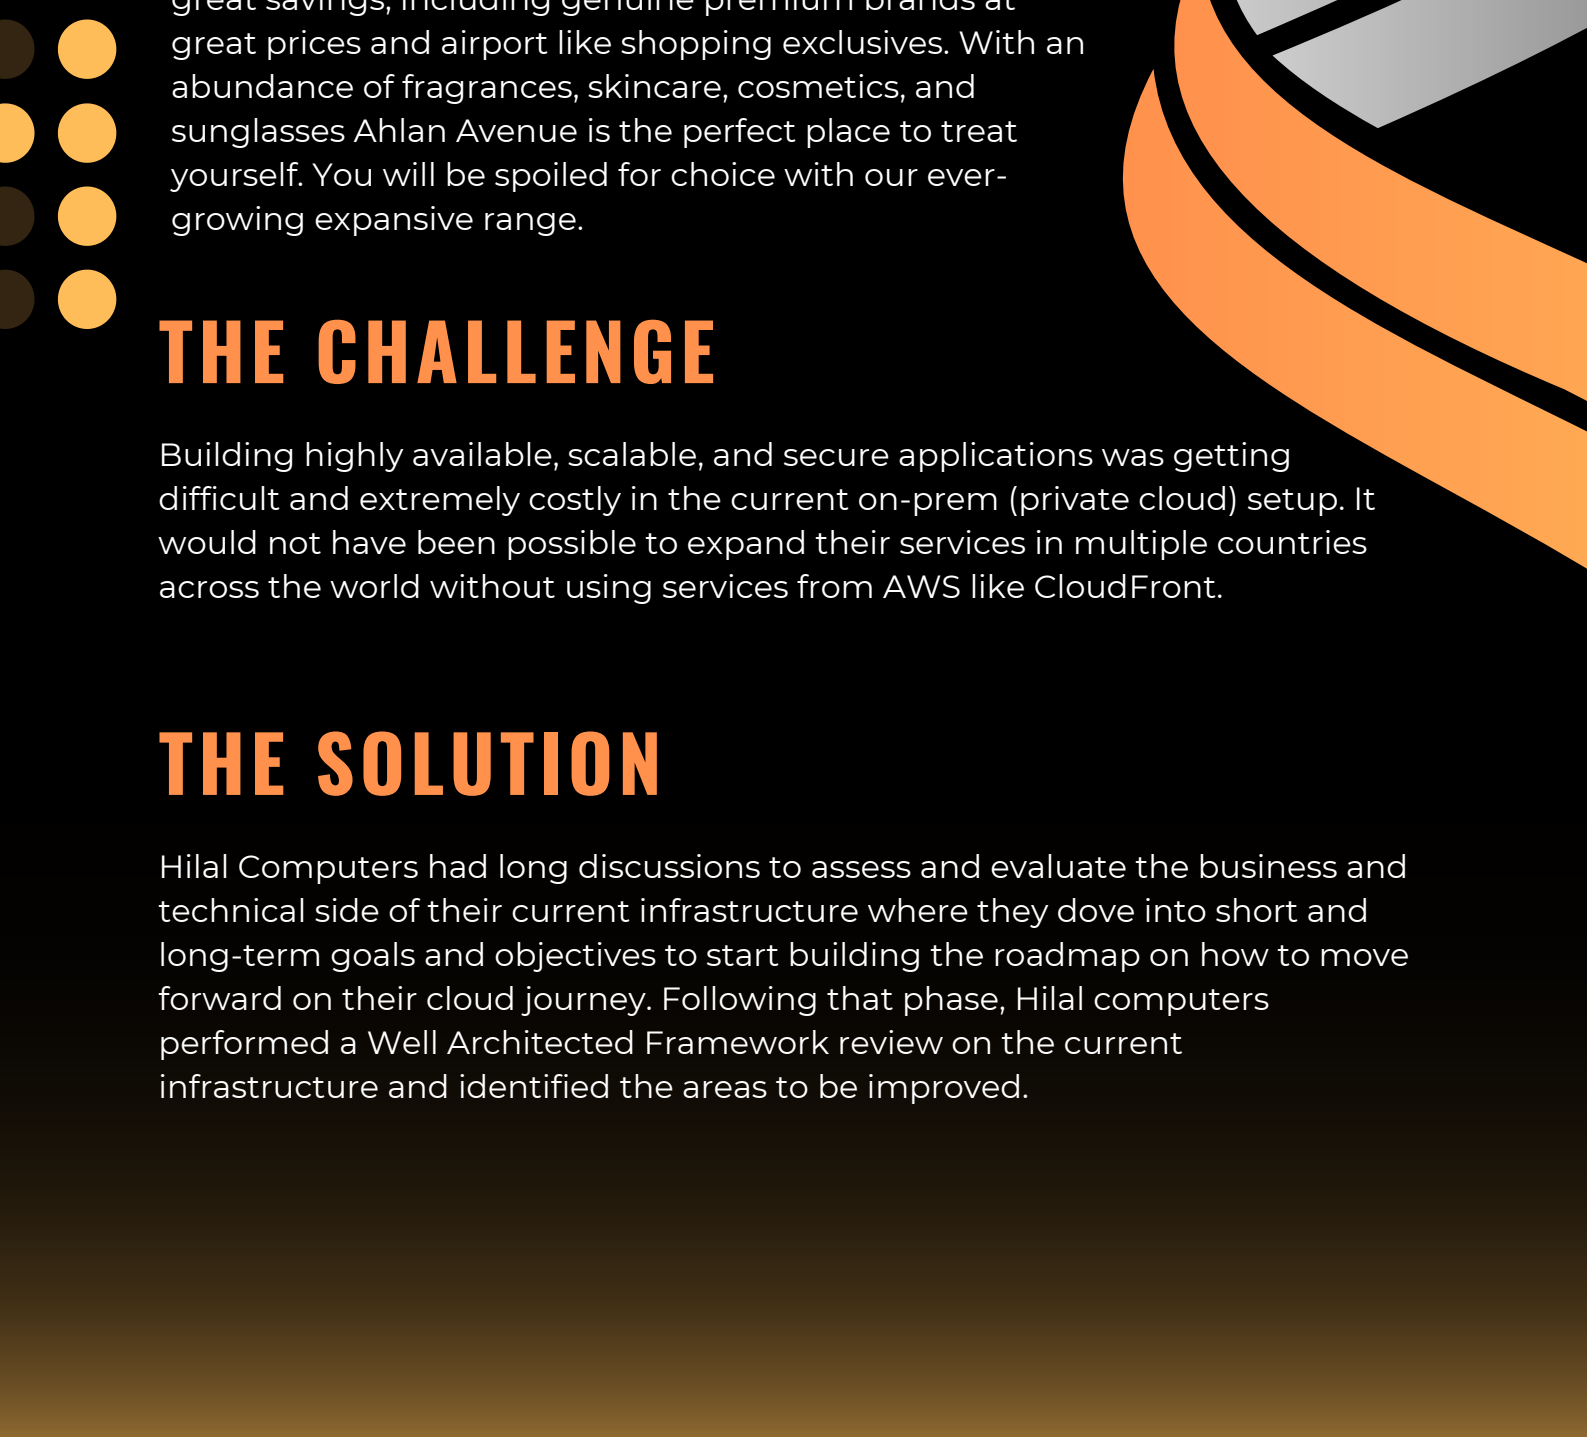 great savings, including genuine premium brands at
great prices and airport like shopping exclusives. With an
abundance of fragrances, skincare, cosmetics, and
sunglasses Ahlan Avenue is the perfect place to treat
yourself. You will be spoiled for choice with our ever-
growing expansive range.
THE CHALLENGE
Building highly available, scalable, and secure applications was getting
difficult and extremely costly in the current on-prem (private cloud) setup. It
would not have been possible to expand their services in multiple countries
across the world without using services from AWS like CloudFront.
THE SOLUTION
Hilal Computers had long discussions to assess and evaluate the business and
technical side of their current infrastructure where they dove into short and
long-term goals and objectives to start building the roadmap on how to move
forward on their cloud journey. Following that phase, Hilal computers
performed a Well Architected Framework review on the current
infrastructure and identified the areas to be improved.